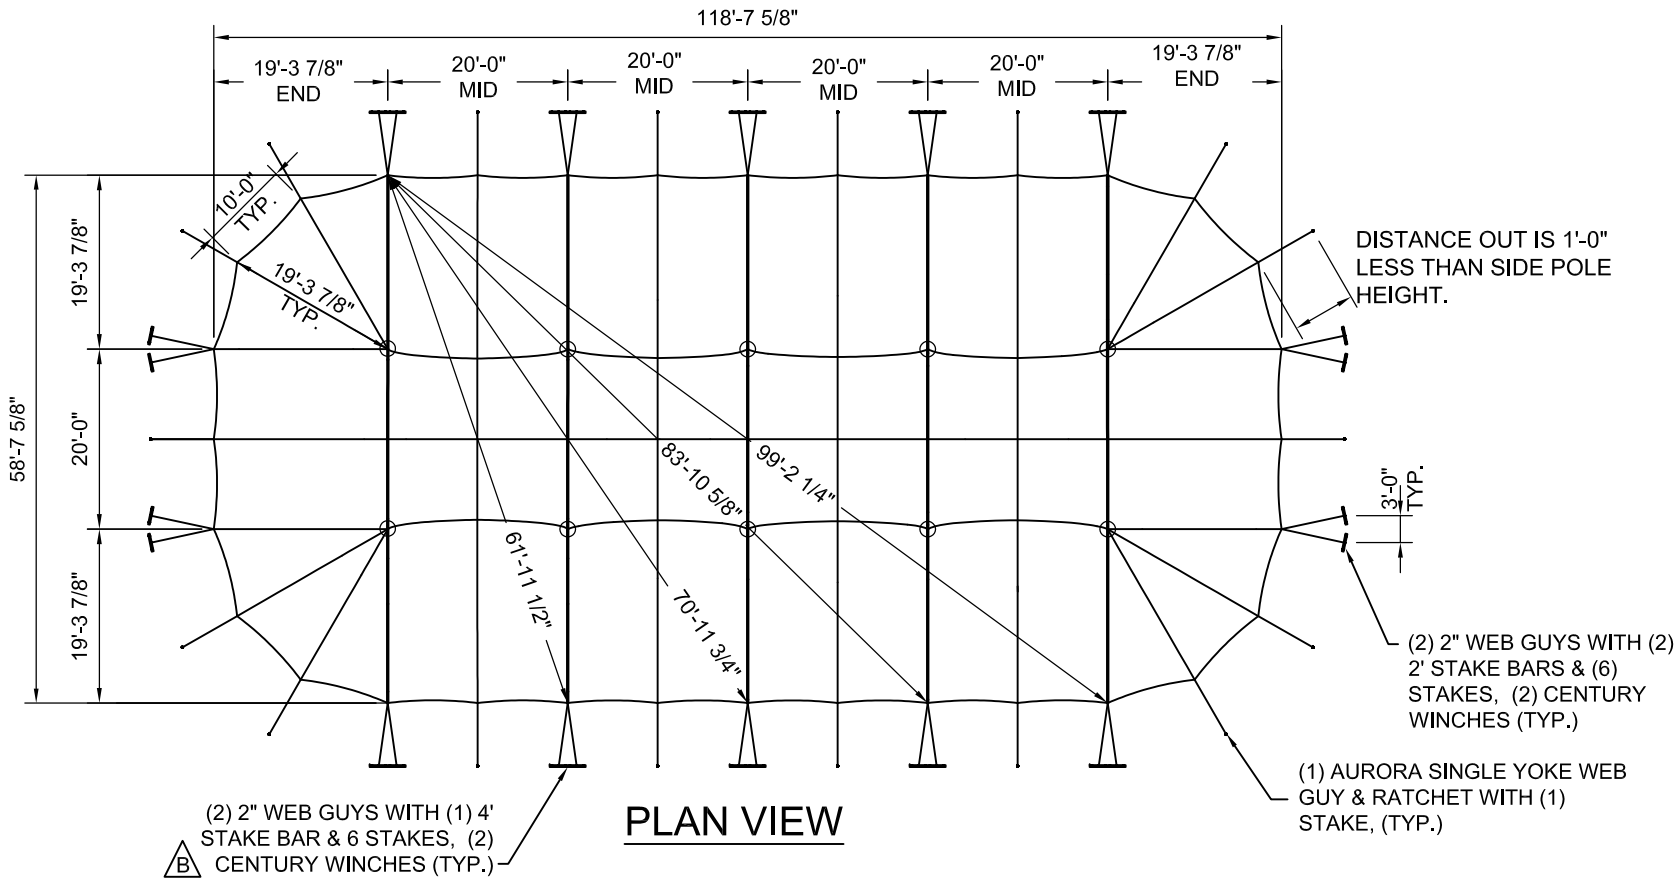 118'-7 5/8"
19'-3 7/8"
END
20'-0"
MID
20'-0"
MID
20'-0"
MID
20'-0"
MID
19'-3 7/8"
END
10'-0"
TYP.
19'-3 7/8"
TYP.
DISTANCE OUT IS 1'-0"
LESS THAN SIDE POLE
HEIGHT.
58'-7 5/8"
19'-3 7/8"
20'-0"
19'-3 7/8"
61'-11 1/2"
70'-11 3/4"
83'-10 5/8"
99'-2 1/4"
3'-0"
TYP.
(2) 2" WEB GUYS WITH (2)
2' STAKE BARS & (6)
STAKES, (2) CENTURY
WINCHES (TYP.)
(1) AURORA SINGLE YOKE WEB
GUY & RATCHET WITH (1)
STAKE, (TYP.)
(2) 2" WEB GUYS WITH (1) 4'
STAKE BAR & 6 STAKES, (2)
CENTURY WINCHES (TYP.)
B
PLAN VIEW